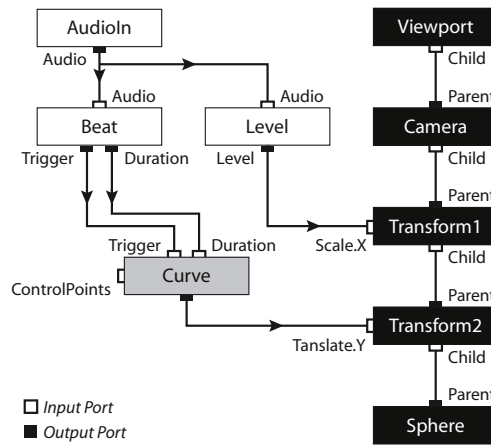 AudioIn
Viewport
Audio
Child
Audio
Audio
Parent
Beat
Level
Camera
Trigger
Duration
Level
Child
Parent
Transform1
Trigger
Duration
Scale.X
Child
Curve
ControlPoints
Parent
Transform2
Tanslate.Y
Child
Parent
Input Port
Output Port
Sphere